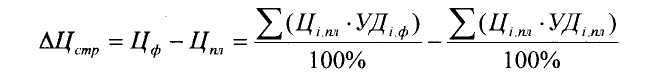 ΔЦ_стр = Ц_ф − Ц_пл = ∑(Ц_i,пл · УД_i,ф) / 100% − ∑(Ц_i,пл · УД_i,пл) / 100%